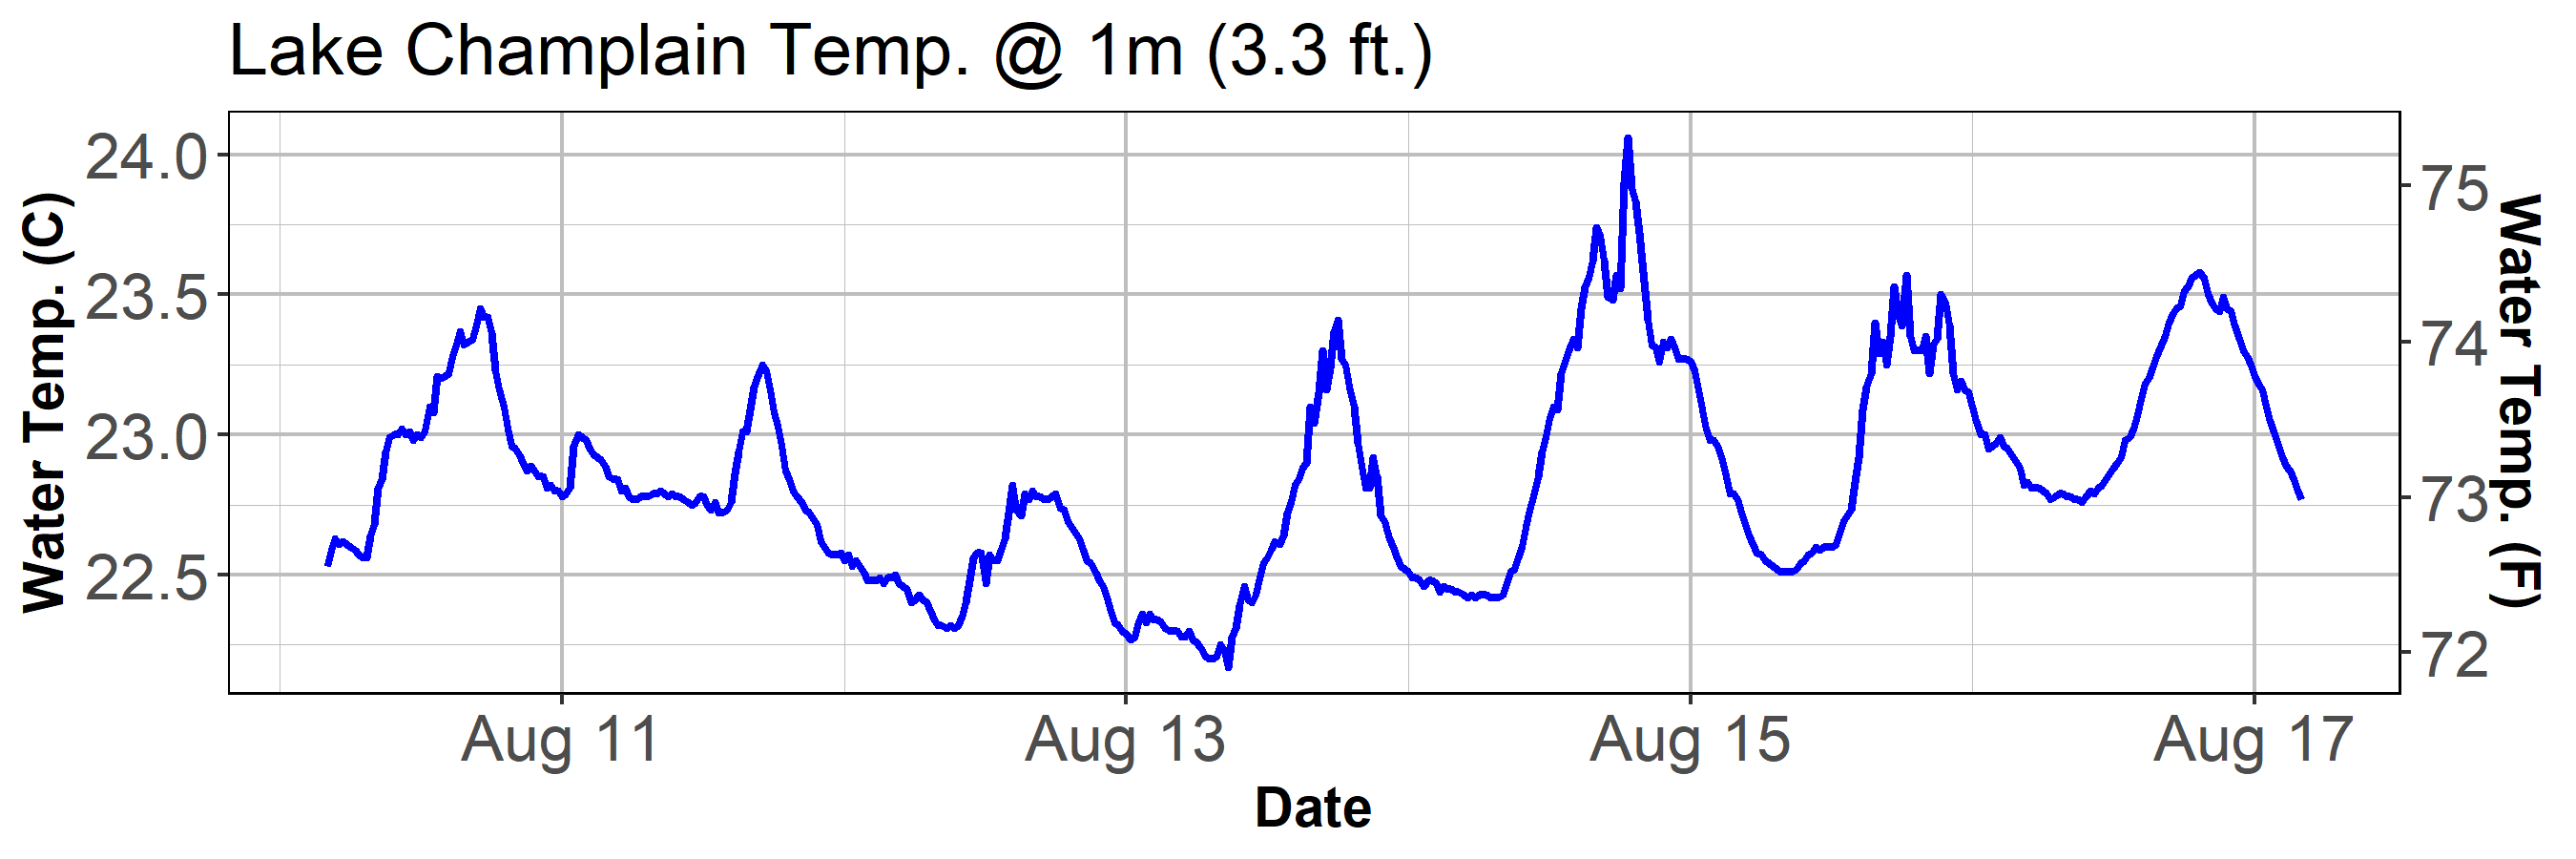 Lake Champlain Temp. @ 1m (3.3 ft.)
Water Temp. (C)
24.0
23.5
23.0
22.5
75
74
73
72
Water Temp. (F)
Aug 11
Aug 13
Aug 15
Aug 17
Date